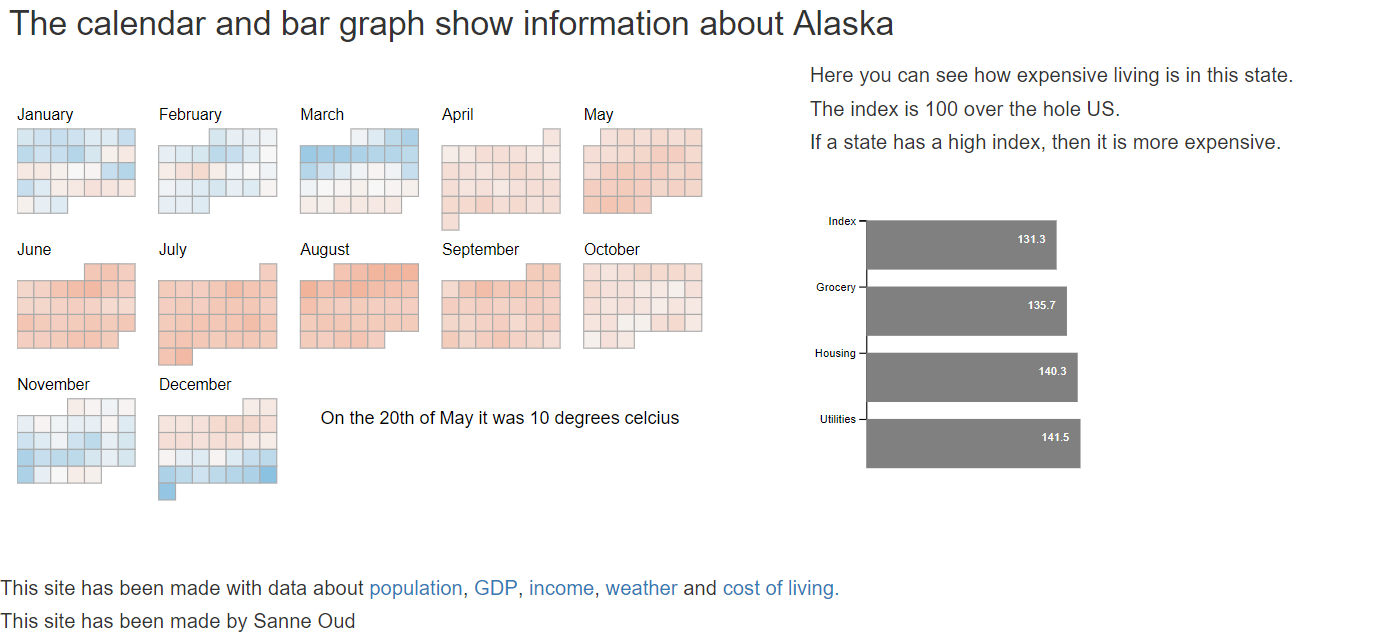 The calendar and bar graph show information about Alaska
Here you can see how expensive living is in this state.
The index is 100 over the hole US.
If a state has a high index, then it is more expensive.
January
February
March
April
May
June
July
August
September
October
November
December
On the 20th of May it was 10 degrees celcius
Index
131.3
Grocery
135.7
Housing
140.3
Utilities
141.5
This site has been made with data about population, GDP, income, weather and cost of living.
This site has been made by Sanne Oud